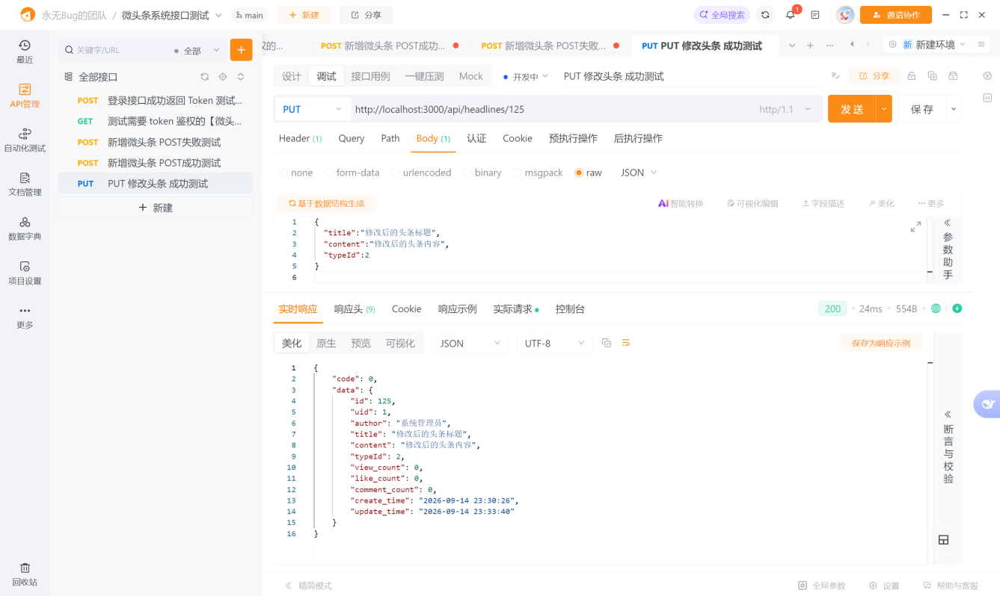 永无Bug的团队 / 微头条系统接口测试 main 新建 分享 全局搜索 1 邀请协作
最近
API管理
自动化测试
文档管理
数据字典
项目设置
更多
回收站
关键字/URL 全部
全部接口
POST 登录接口成功返回 Token 测试...
GET 测试需要 token 鉴权的【微头...
POST 新增微头条 POST失败测试
POST 新增微头条 POST成功测试
PUT PUT 修改头条 成功测试
新建
的... POST 新增微头条 POST成功... POST 新增微头条 POST失败... PUT PUT 修改头条 成功测试 新 新建环境
设计 调试 接口用例 一键压测 Mock 开发中 PUT 修改头条 成功测试 分享
PUT http://localhost:3000/api/headlines/125 http/1.1 发送 保存
Header (1) Query Path Body (1) 认证 Cookie 预执行操作 后执行操作
none form-data urlencoded binary msgpack raw JSON
基于数据结构生成 AI 智能转换 可视化编辑 字段描述 美化 更多
1 {
2 "title":"修改后的头条标题",
3 "content":"修改后的头条内容",
4 "typeId":2
5 }
6
参数助手
实时响应 响应头 (9) Cookie 响应示例 实际请求 控制台 200 24ms 554B
美化 原生 预览 可视化 JSON UTF-8 保存为响应示例
1 {
2 "code": 0,
3 "data": {
4 "id": 125,
5 "uid": 1,
6 "author": "系统管理员",
7 "title": "修改后的头条标题",
8 "content": "修改后的头条内容",
9 "typeId": 2,
10 "view_count": 0,
11 "like_count": 0,
12 "comment_count": 0,
13 "create_time": "2026-09-14 23:30:26",
14 "update_time": "2026-09-14 23:33:40"
15 }
16 }
断言与校验
精简模式 全局参数 设置 帮助与客服